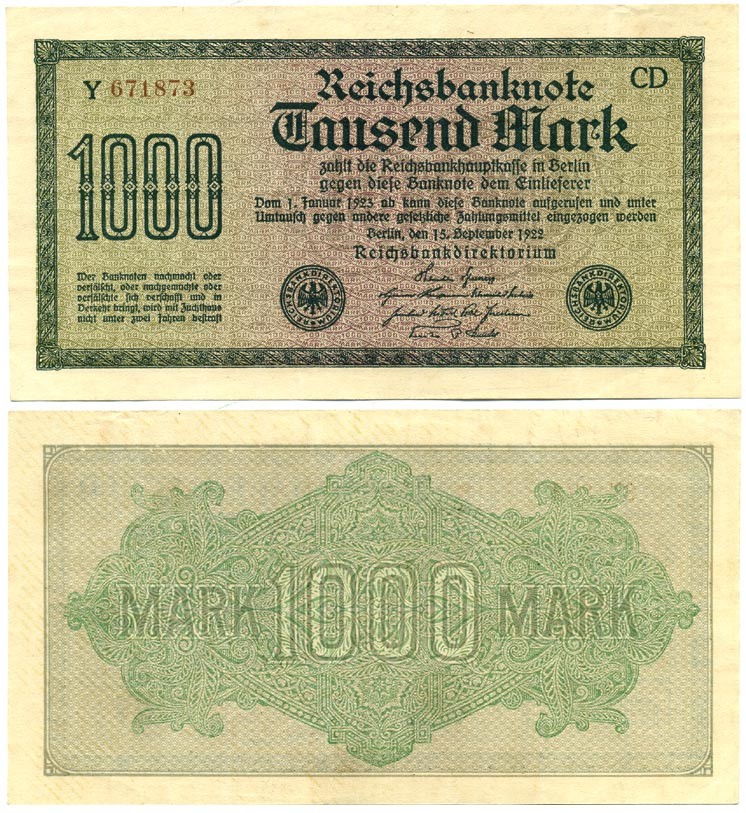 Y 671873
CD
Reichsbanknote
Tausend Mark
1000
zahlt die Reichsbankhauptkasse in Berlin
gegen diese Banknote dem Einlieferer
Vom 1. Januar 1923 ab kann diese Banknote aufgerufen und unter
Umtausch gegen andere gesetzliche Zahlungsmittel eingezogen werden
Berlin, den 15. September 1922
Reichsbankdirektorium
Wer Banknoten nachmacht oder
verfälscht, oder nachgemachte oder
verfälschte sich verschafft und in
Verkehr bringt, wird mit Zuchthaus
nicht unter zwei Jahren bestraft
REICHSBANKDIREKTORIUM
REICHSBANKDIREKTORIUM
MARK 1000 MARK